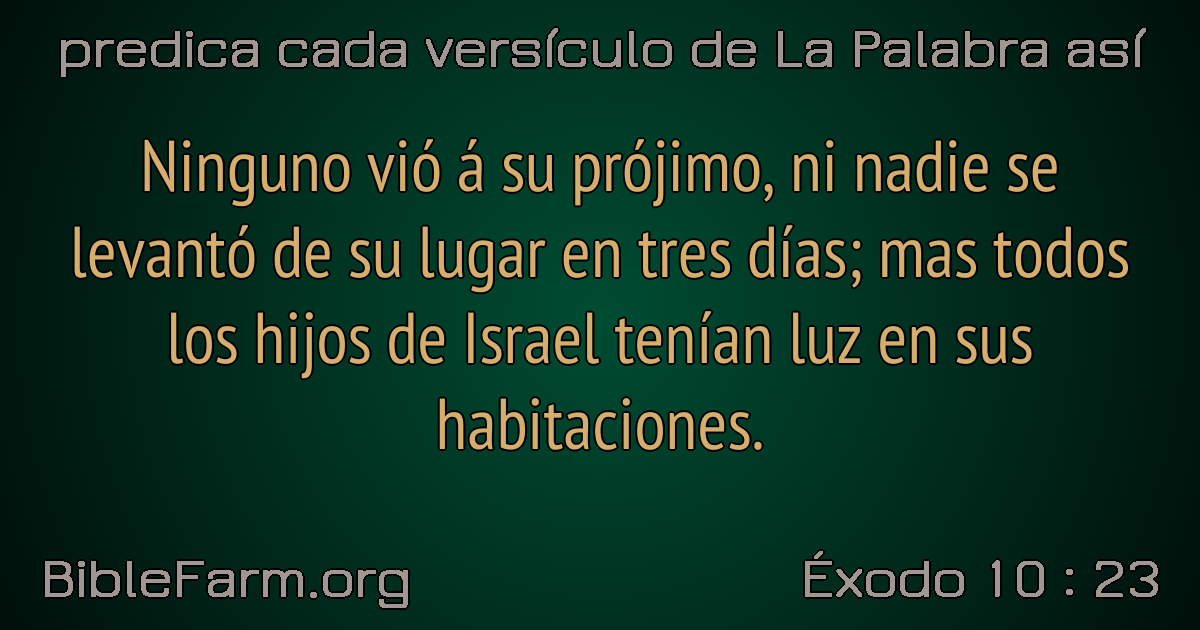 predica cada versículo de La Palabra así
Ninguno vió á su prójimo, ni nadie se
levantó de su lugar en tres días; mas todos
los hijos de Israel tenían luz en sus
habitaciones.
BibleFarm.org
Éxodo 10 : 23